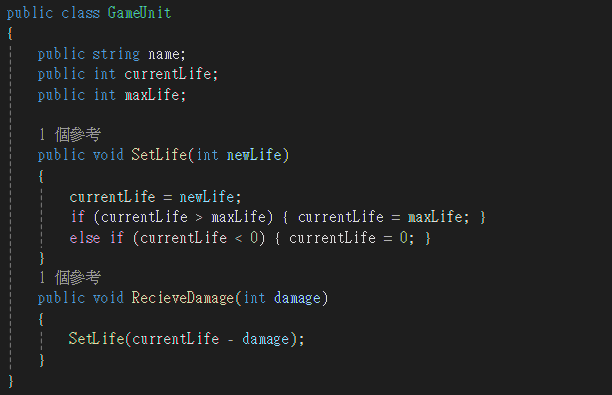 public class GameUnit
{
public string name;
public int currentLife;
public int maxLife;
1 個參考
public void SetLife(int newLife)
{
currentLife = newLife;
if (currentLife > maxLife) { currentLife = maxLife; }
else if (currentLife < 0) { currentLife = 0; }
}
1 個參考
public void RecieveDamage(int damage)
{
SetLife(currentLife - damage);
}
}